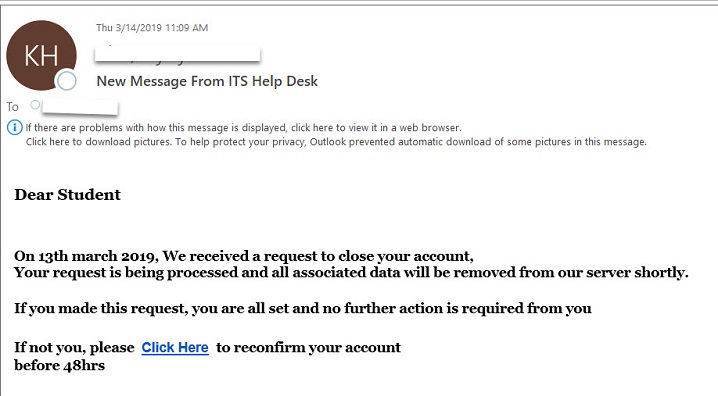 Thu 3/14/2019 11:09 AM
KH
New Message From ITS Help Desk
To
If there are problems with how this message is displayed, click here to view it in a web browser.
Click here to download pictures. To help protect your privacy, Outlook prevented automatic download of some pictures in this message.
Dear Student
On 13th march 2019, We received a request to close your account,
Your request is being processed and all associated data will be removed from our server shortly.
If you made this request, you are all set and no further action is required from you
If not you, please Click Here to reconfirm your account
before 48hrs